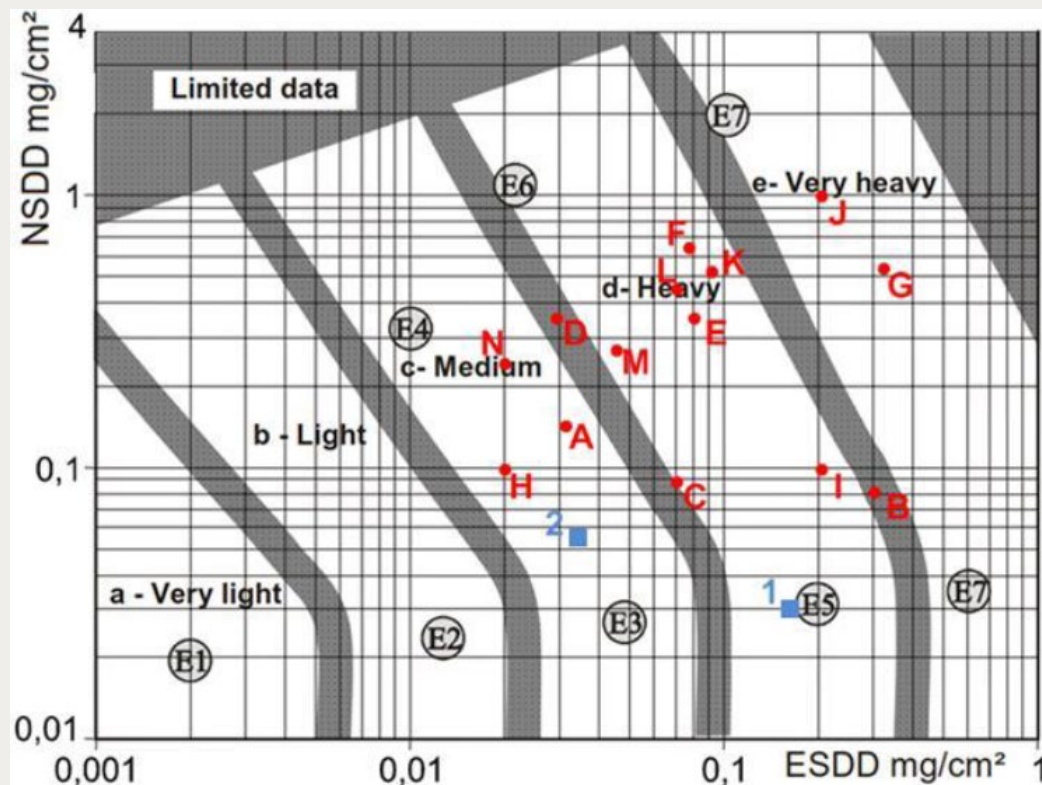 NSDD mg/cm²
4
1
0,1
0,01
Limited data
E7
E6
e- Very heavy
J
F
K
L
G
d- Heavy
E4
N
D
E
M
c- Medium
b - Light
A
H
C
I
B
2
a - Very light
1
E5
E7
E3
E2
E1
0,001
0,01
0,1
ESDD mg/cm²
1